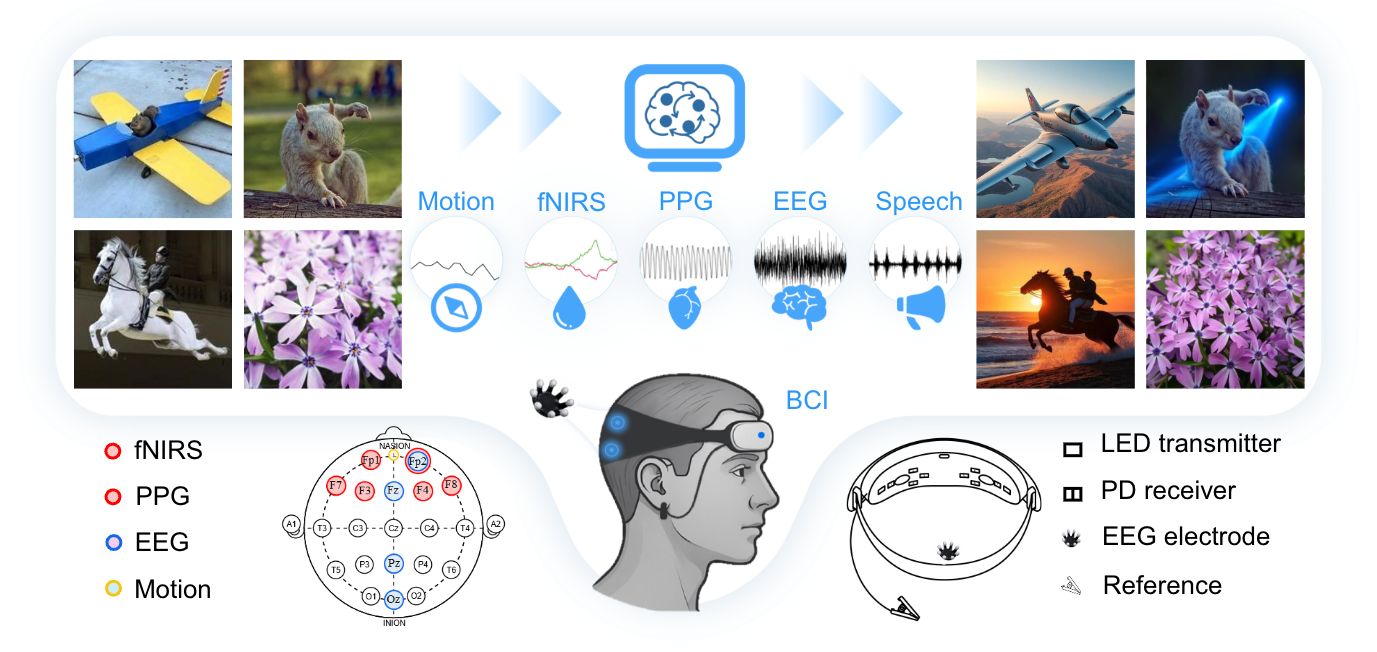 Motion
fNIRS
PPG
EEG
Speech
BCI
fNIRS
PPG
EEG
Motion
NASION
Fp1
Fp2
F7
F3
Fz
F4
F8
A1
T3
C3
Cz
C4
T4
A2
T5
P3
Pz
P4
T6
O1
Oz
O2
INION
LED transmitter
PD receiver
EEG electrode
Reference